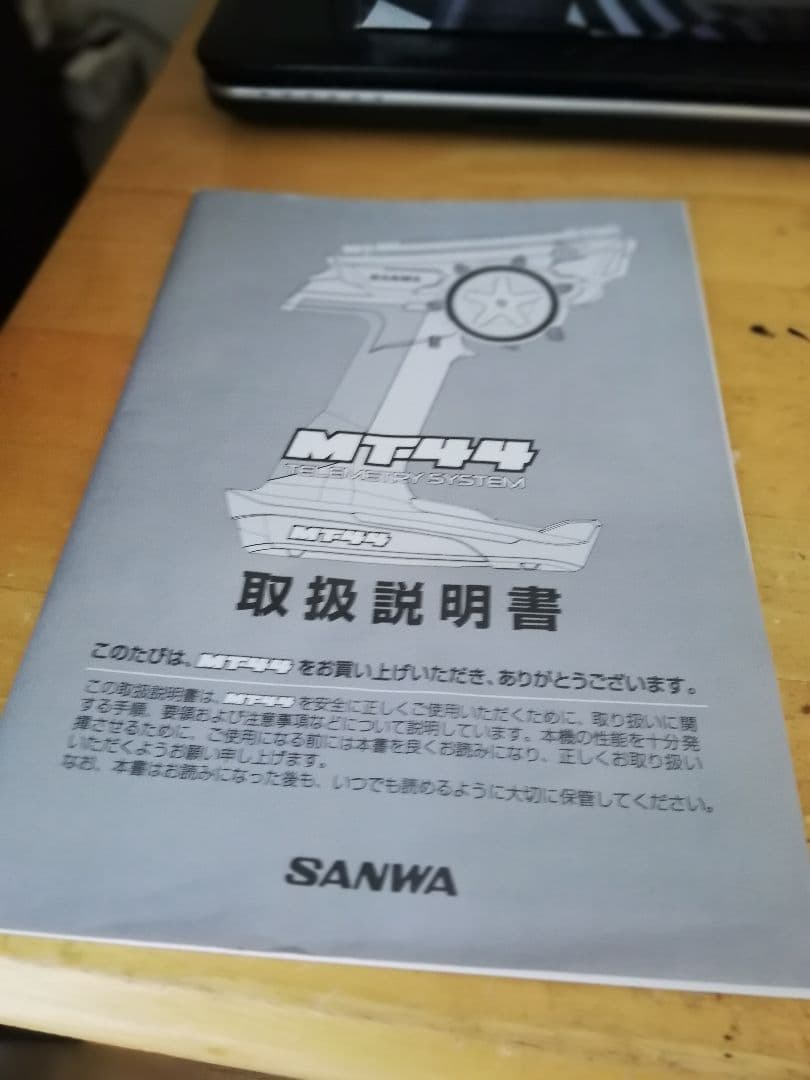 SANWA
MT-44
TELEMETRY SYSTEM
MT-44
取扱説明書
このたびは、MT-44をお買い上げいただき、ありがとうございます。
この取扱説明書は、MT-44を安全に正しくご使用いただくために、取り扱いに関
する手順、要領および注意事項などについて説明しています。本機の性能を十分発
揮させるために、ご使用になる前には本書を良くお読みになり、正しくお取り扱い
いただくようお願い申し上げます。
なお、本書はお読みになった後も、いつでも読めるように大切に保管してください。
SANWA